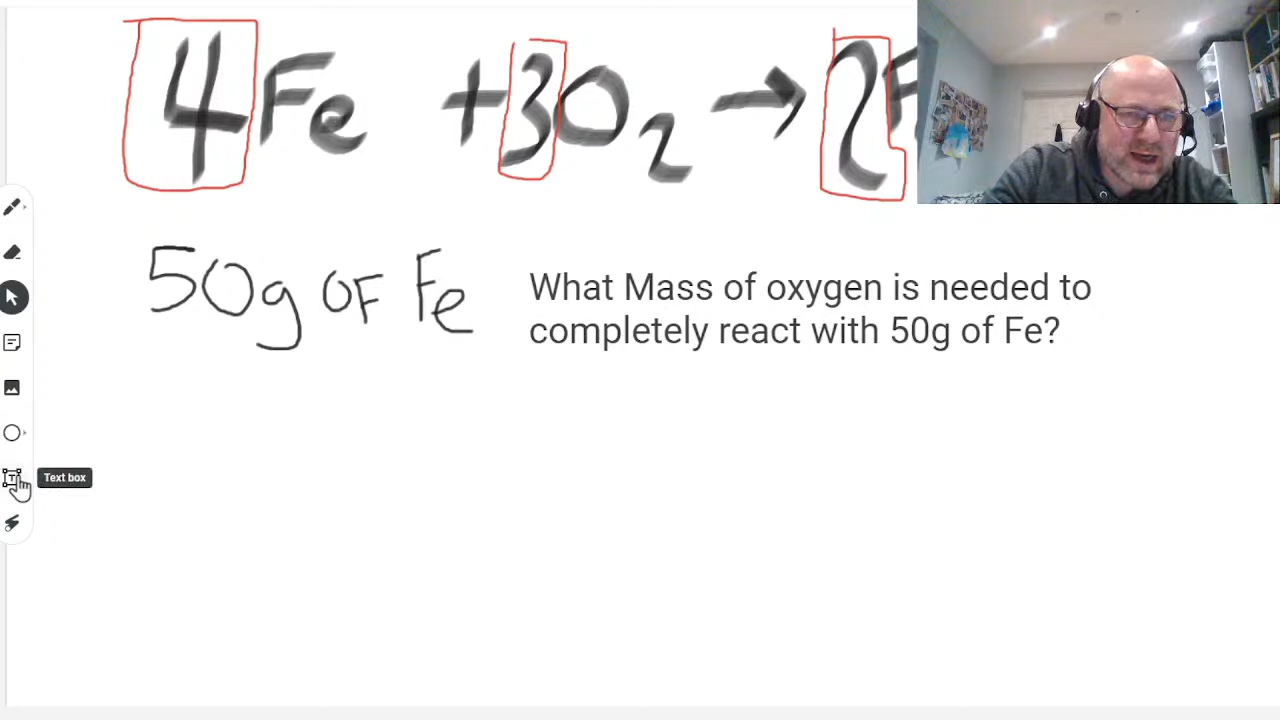 4Fe +3O2 → 2F
50g OF Fe
What Mass of oxygen is needed to
completely react with 50g of Fe?
Text box